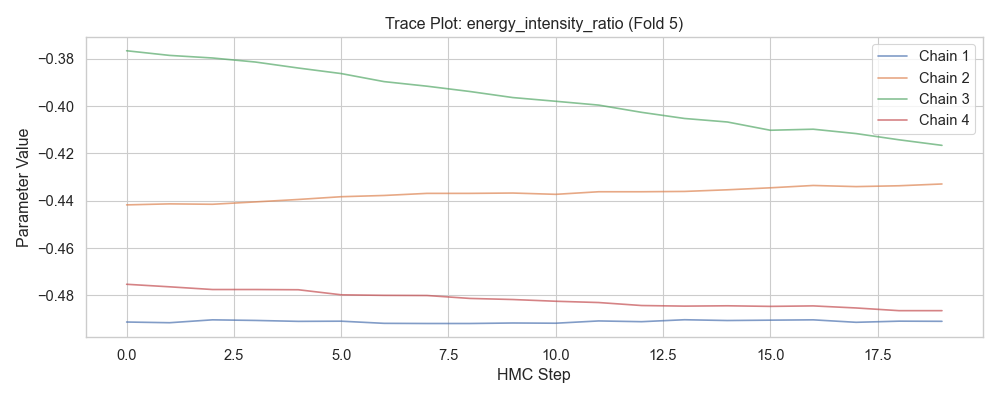 Trace Plot: energy_intensity_ratio (Fold 5)
Chain 1
Chain 2
Chain 3
Chain 4
Parameter Value
−0.38
−0.40
−0.42
−0.44
−0.46
−0.48
0.0 2.5 5.0 7.5 10.0 12.5 15.0 17.5
HMC Step